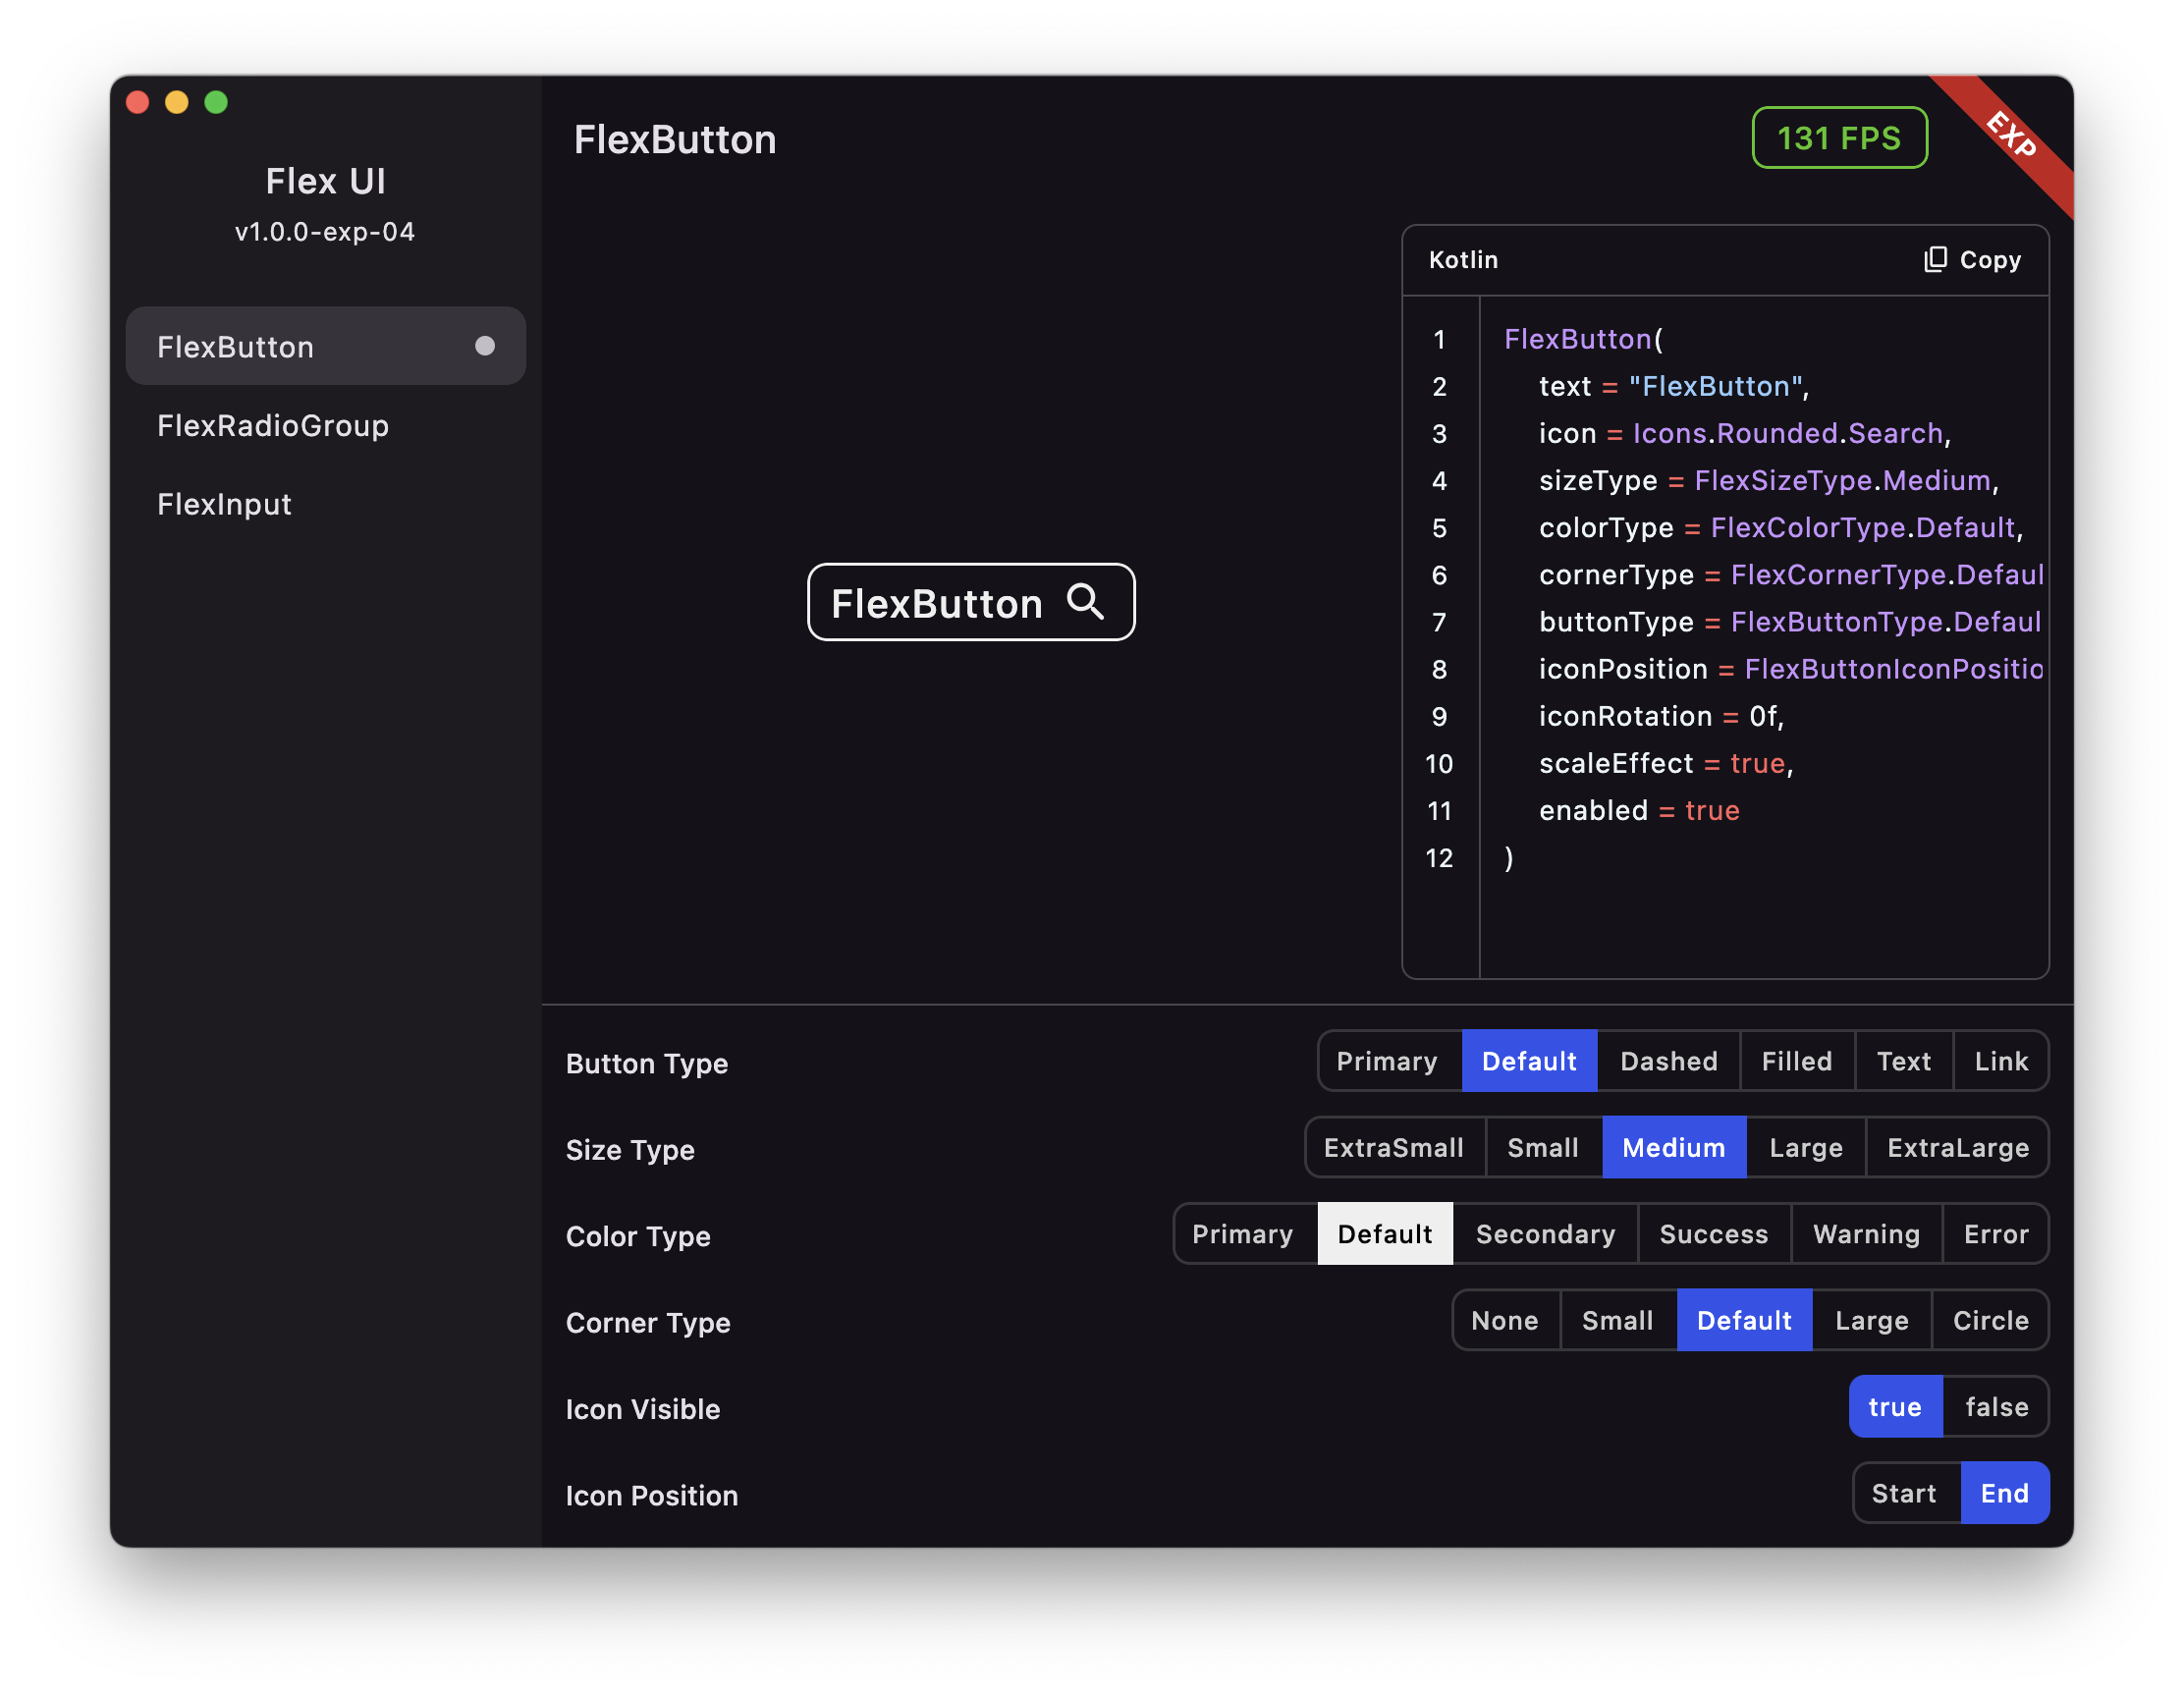 Flex UI
v1.0.0-exp-04
FlexButton
FlexRadioGroup
FlexInput
FlexButton
131 FPS
EXP
FlexButton
Kotlin
Copy
1 FlexButton(
2 text = "FlexButton",
3 icon = Icons.Rounded.Search,
4 sizeType = FlexSizeType.Medium,
5 colorType = FlexColorType.Default,
6 cornerType = FlexCornerType.Defaul
7 buttonType = FlexButtonType.Defaul
8 iconPosition = FlexButtonIconPositio
9 iconRotation = 0f,
10 scaleEffect = true,
11 enabled = true
12 )
Button Type Primary Default Dashed Filled Text Link
Size Type ExtraSmall Small Medium Large ExtraLarge
Color Type Primary Default Secondary Success Warning Error
Corner Type None Small Default Large Circle
Icon Visible true false
Icon Position Start End